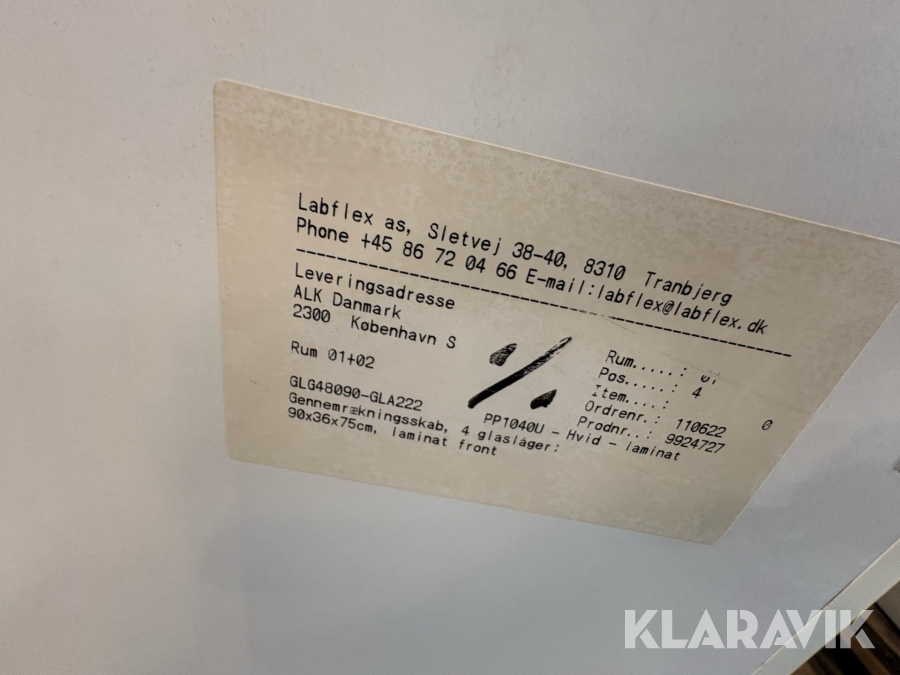 Labflex as, Sletvej 38-40, 8310 Tranbjerg
Phone +45 86 72 04 66 E-mail:labflex@labflex.dk
Leveringsadresse
ALK Danmark
2300 København S
Rum 01+02
Rum.....:
Pos.....: 4
Item....: 0
Ordrenr.: 110622
Prodnr..: 9924727
GLG48090-GLA222
PP1040U - Hvid - laminat
Gennemrækningsskab, 4 glaslåger:
90x36x75cm, laminat front
KLARAVIK